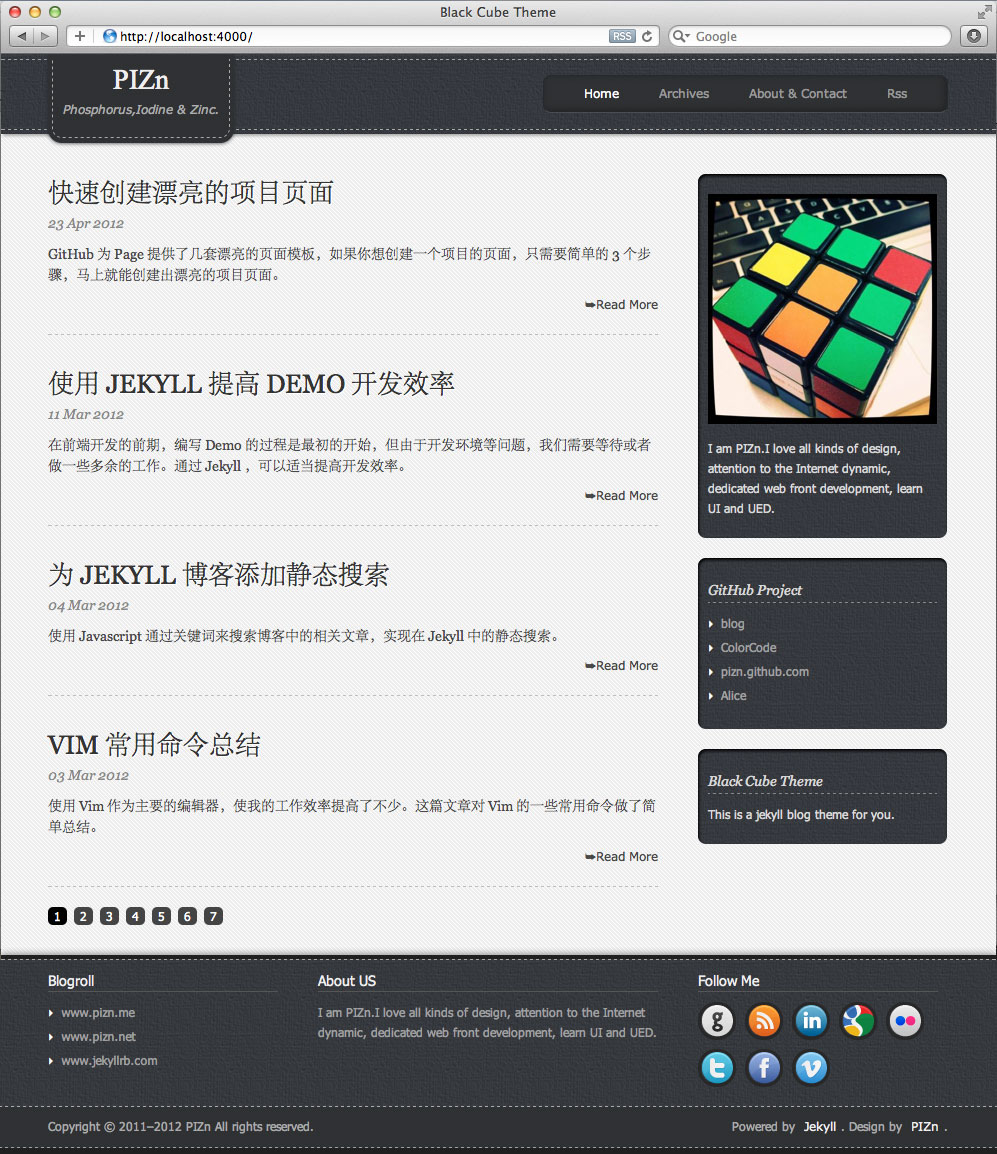 Black Cube Theme
http://localhost:4000/
RSS
Google
PIZn
Phosphorus,Iodine & Zinc.
Home
Archives
About & Contact
Rss
快速创建漂亮的项目页面
23 Apr 2012
GitHub 为 Page 提供了几套漂亮的页面模板，如果你想创建一个项目的页面，只需要简单的 3 个步
骤，马上就能创建出漂亮的项目页面。
➥Read More
使用 JEKYLL 提高 DEMO 开发效率
11 Mar 2012
在前端开发的前期，编写 Demo 的过程是最初的开始，但由于开发环境等问题，我们需要等待或者
做一些多余的工作。通过 Jekyll ，可以适当提高开发效率。
➥Read More
为 JEKYLL 博客添加静态搜索
04 Mar 2012
使用 Javascript 通过关键词来搜索博客中的相关文章，实现在 Jekyll 中的静态搜索。
➥Read More
VIM 常用命令总结
03 Mar 2012
使用 Vim 作为主要的编辑器，使我的工作效率提高了不少。这篇文章对 Vim 的一些常用命令做了简
单总结。
➥Read More
1 2 3 4 5 6 7
I am PIZn.I love all kinds of design,
attention to the Internet dynamic,
dedicated web front development, learn
UI and UED.
GitHub Project
blog
ColorCode
pizn.github.com
Alice
Black Cube Theme
This is a jekyll blog theme for you.
Blogroll
www.pizn.me
www.pizn.net
www.jekyllrb.com
About US
I am PIZn.I love all kinds of design, attention to the Internet
dynamic, dedicated web front development, learn UI and UED.
Follow Me
g
in
g
t
f
v
Copyright © 2011–2012 PIZn All rights reserved.
Powered by Jekyll . Design by PIZn .